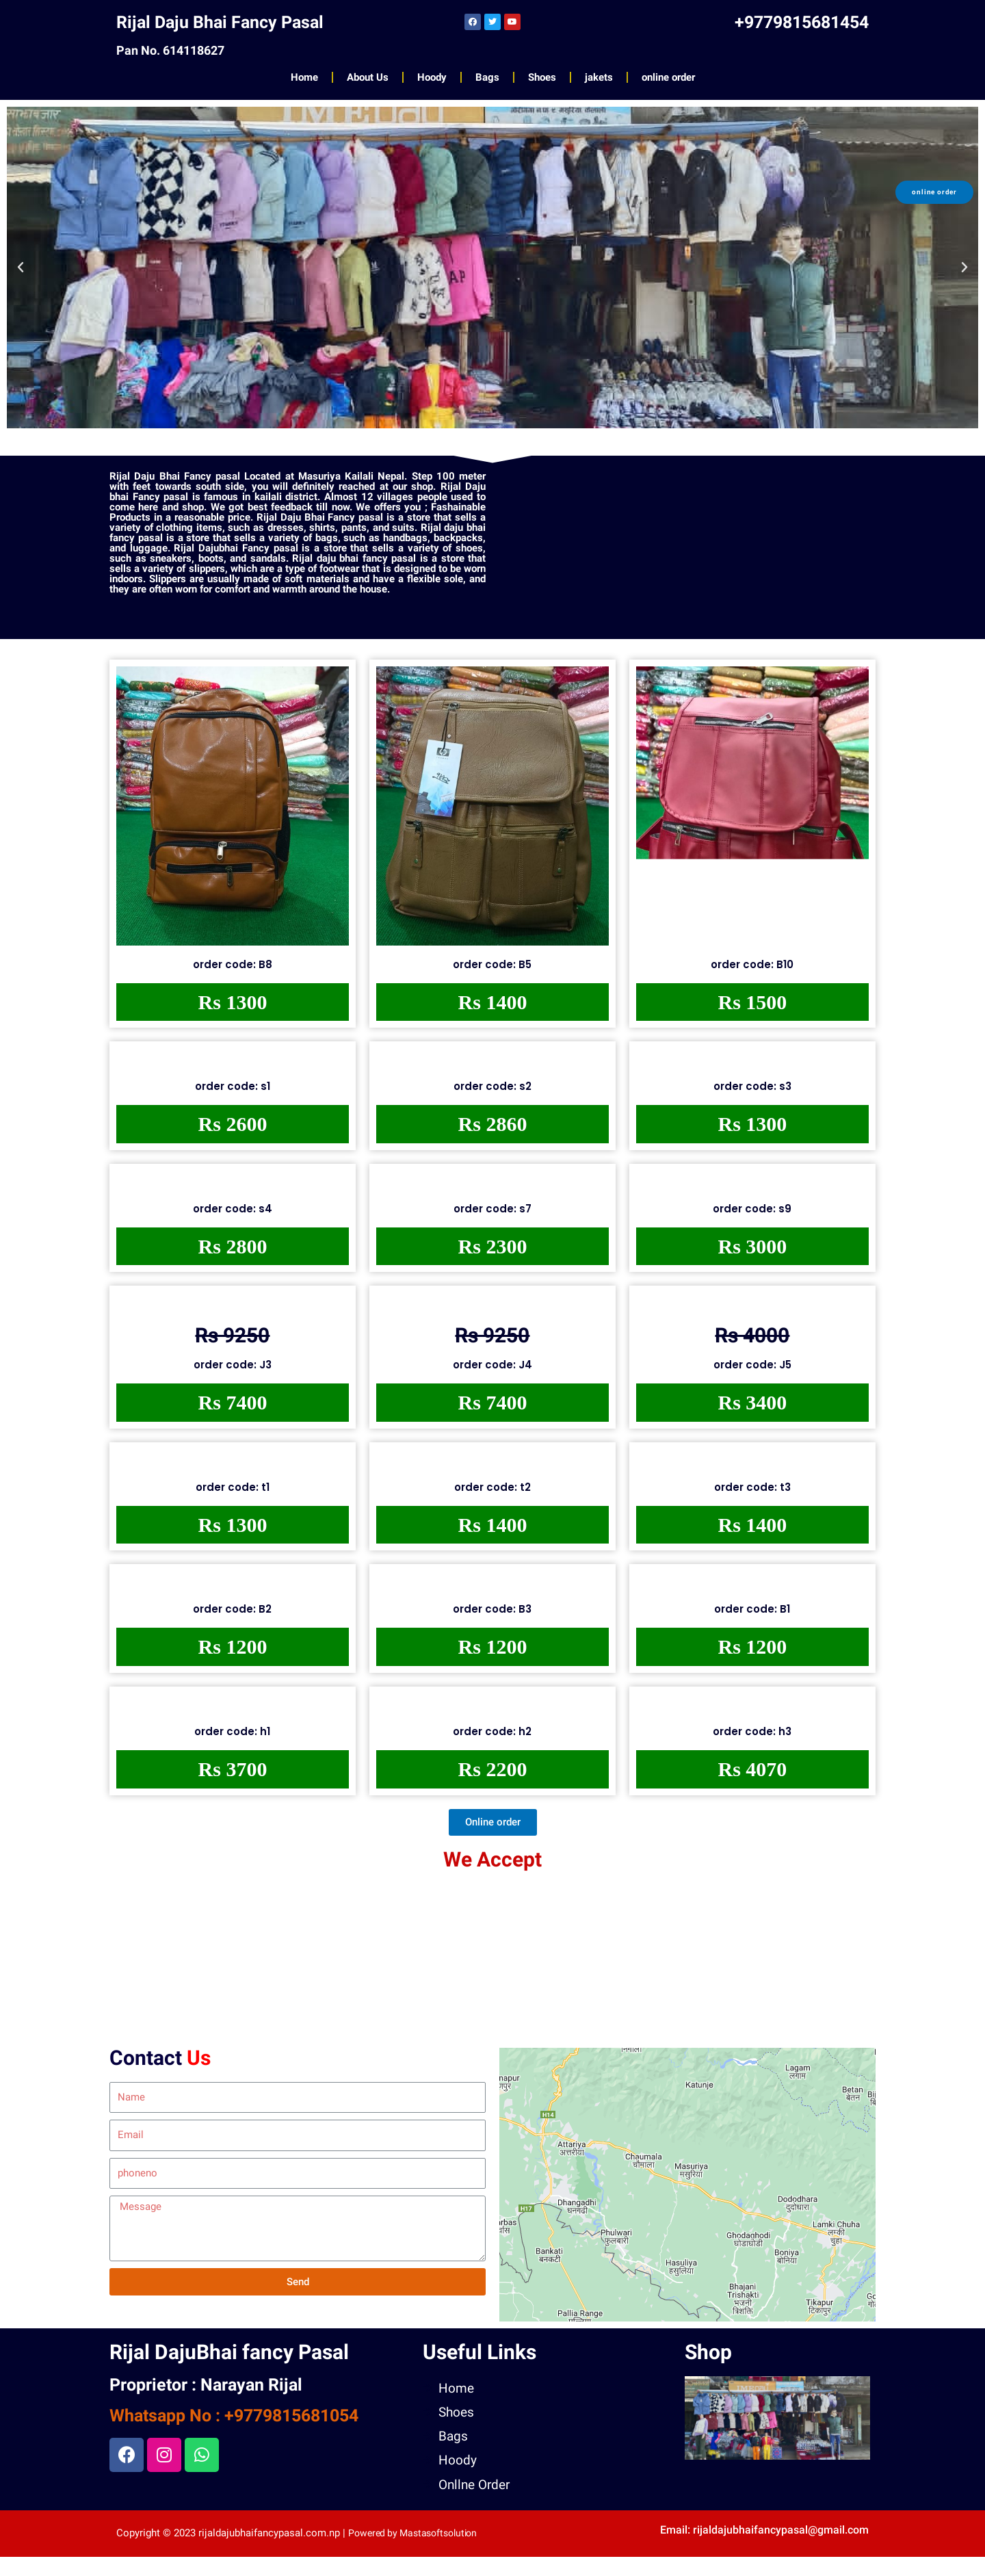 Rijal Daju Bhai Fancy Pasal
+9779815681454
Pan No. 614118627
Home
About Us
Hoody
Bags
Shoes
jakets
online order
online order
Rijal Daju Bhai Fancy pasal Located at Masuriya Kailali Nepal. Step 100 meter
with feet towards south side, you will definitely reached at our shop. Rijal Daju
bhai Fancy pasal is famous in kailali district. Almost 12 villages people used to
come here and shop. We got best feedback till now. We offers you ; Fashainable
Products in a reasonable price. Rijal Daju Bhai Fancy pasal is a store that sells a
variety of clothing items, such as dresses, shirts, pants, and suits. Rijal daju bhai
fancy pasal is a store that sells a variety of bags, such as handbags, backpacks,
and luggage. Rijal Dajubhai Fancy pasal is a store that sells a variety of shoes,
such as sneakers, boots, and sandals. Rijal daju bhai fancy pasal is a store that
sells a variety of slippers, which are a type of footwear that is designed to be worn
indoors. Slippers are usually made of soft materials and have a flexible sole, and
they are often worn for comfort and warmth around the house.
order code: B8
Rs 1300
order code: B5
Rs 1400
order code: B10
Rs 1500
order code: s1
Rs 2600
order code: s2
Rs 2860
order code: s3
Rs 1300
order code: s4
Rs 2800
order code: s7
Rs 2300
order code: s9
Rs 3000
Rs 9250
order code: J3
Rs 7400
Rs 9250
order code: J4
Rs 7400
Rs 4000
order code: J5
Rs 3400
order code: t1
Rs 1300
order code: t2
Rs 1400
order code: t3
Rs 1400
order code: B2
Rs 1200
order code: B3
Rs 1200
order code: B1
Rs 1200
order code: h1
Rs 3700
order code: h2
Rs 2200
order code: h3
Rs 4070
Online order
We Accept
Contact Us
Name
Email
phoneno
Message
Send
Lagam
लगाम
Katunje
Betan
बेतन
H14
Attariya
अत्तरीया
Chaumala
चौमाला
Masuriya
मसुरिया
Dhangadhi
धनगढी
Dododhara
दुदोधारा
H17
Phulwari
फुलबारी
Lamki Chuha
लम्की
चुहा
Ghodanhodi
घोडाघोडी
Bankati
बनकटी
Hasuliya
हसुलिया
Boniya
बोनिया
Bhajani
Trishakti
भजनी
त्रिशक्ति
Tikapur
टिकापुर
Pallia Range
Rijal DajuBhai fancy Pasal
Proprietor : Narayan Rijal
Whatsapp No : +9779815681054
Useful Links
Home
Shoes
Bags
Hoody
OnlIne Order
Shop
Copyright © 2023 rijaldajubhaifancypasal.com.np | Powered by Mastasoftsolution
Email: rijaldajubhaifancypasal@gmail.com